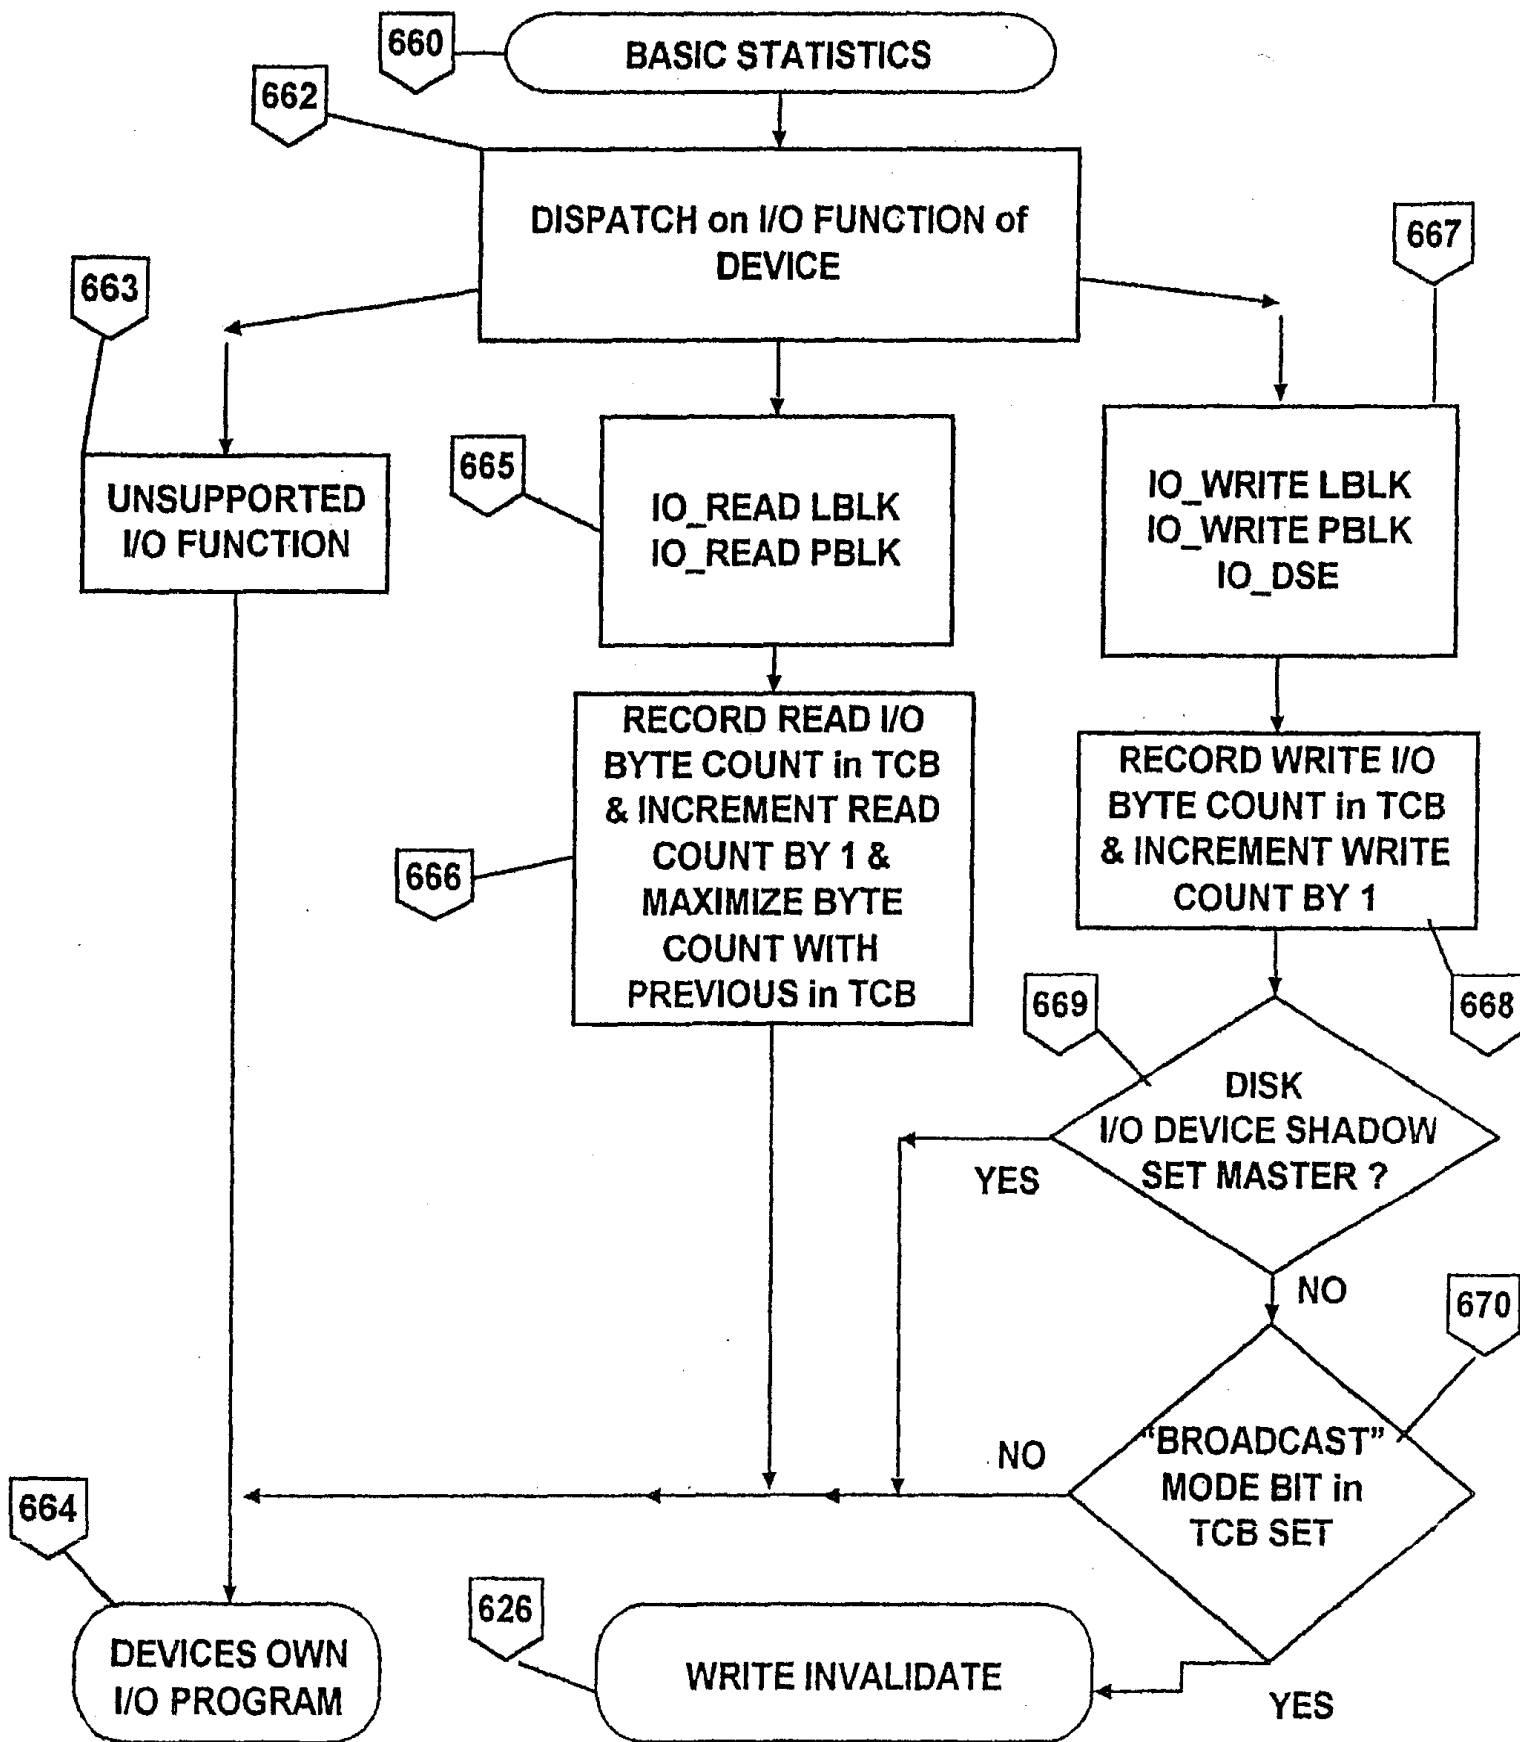 660
BASIC STATISTICS
662
DISPATCH on I/O FUNCTION of
DEVICE
667
663
UNSUPPORTED
I/O FUNCTION
665
IO_READ LBLK
IO_READ PBLK
IO_WRITE LBLK
IO_WRITE PBLK
IO_DSE
RECORD READ I/O
BYTE COUNT in TCB
& INCREMENT READ
COUNT BY 1 &
MAXIMIZE BYTE
COUNT WITH
PREVIOUS in TCB
666
RECORD WRITE I/O
BYTE COUNT in TCB
& INCREMENT WRITE
COUNT BY 1
668
669
DISK
I/O DEVICE SHADOW
SET MASTER ?
YES
NO
670
"BROADCAST"
MODE BIT in
TCB SET
NO
YES
664
DEVICES OWN
I/O PROGRAM
626
WRITE INVALIDATE